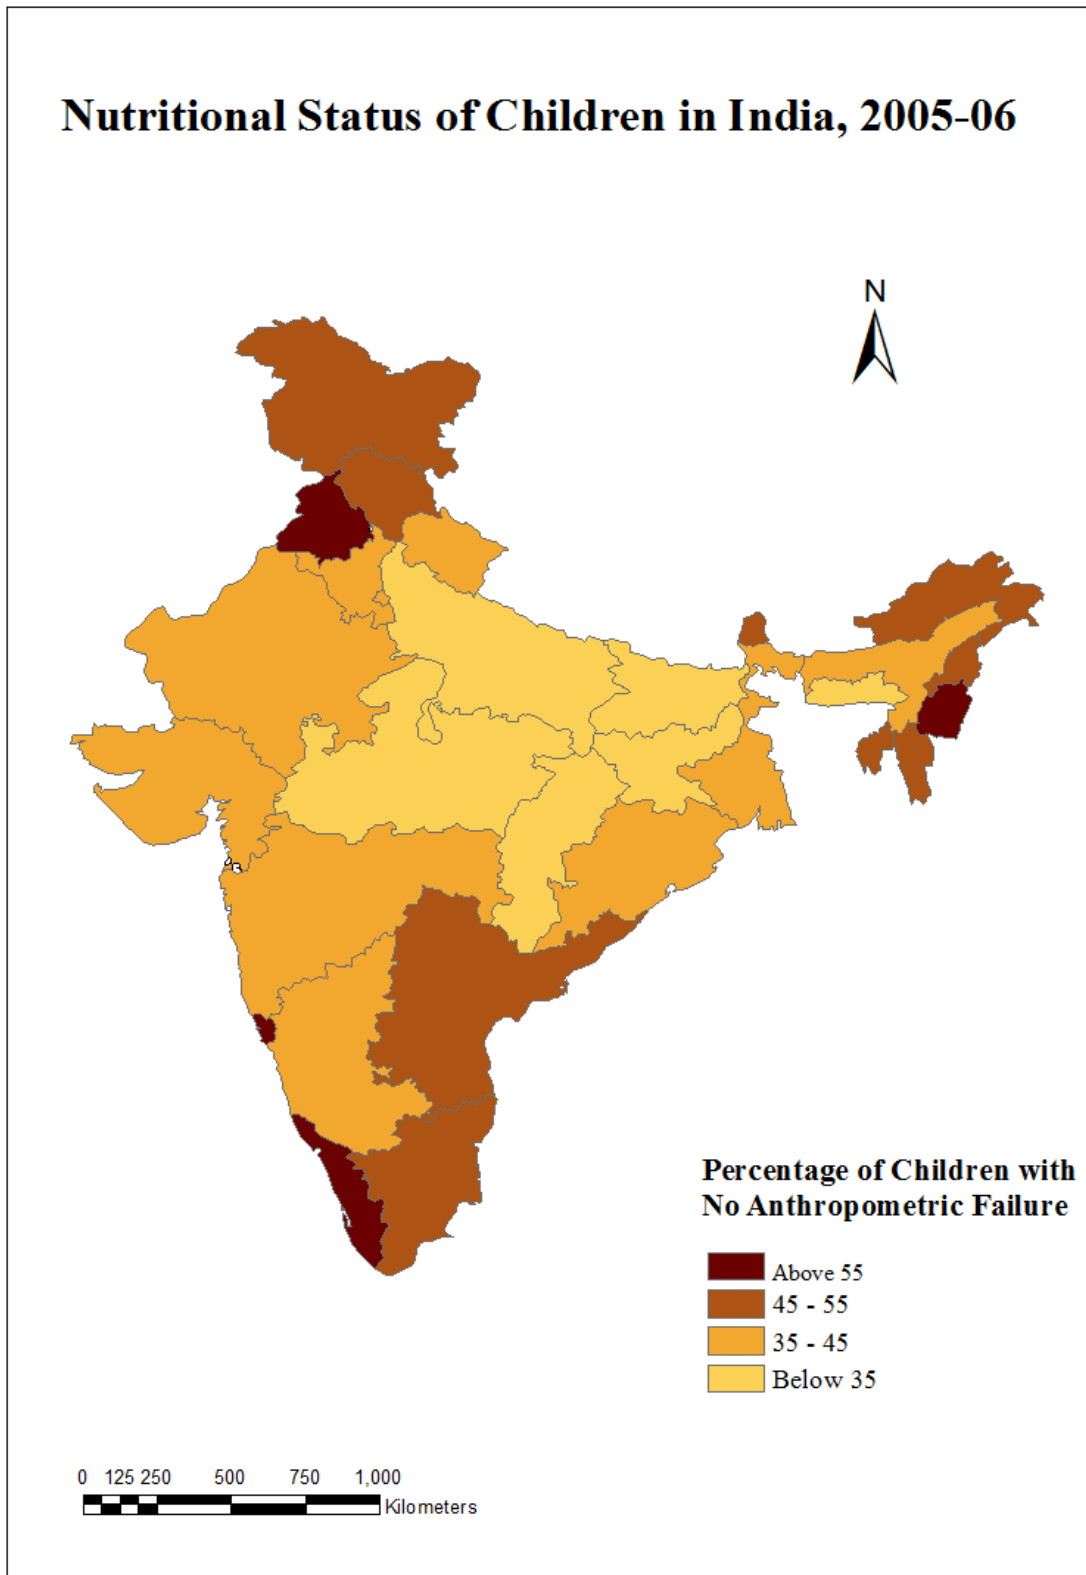 Nutritional Status of Children in India, 2005-06
N
Percentage of Children with
No Anthropometric Failure
Above 55
45 - 55
35 - 45
Below 35
0 125 250 500 750 1,000
Kilometers